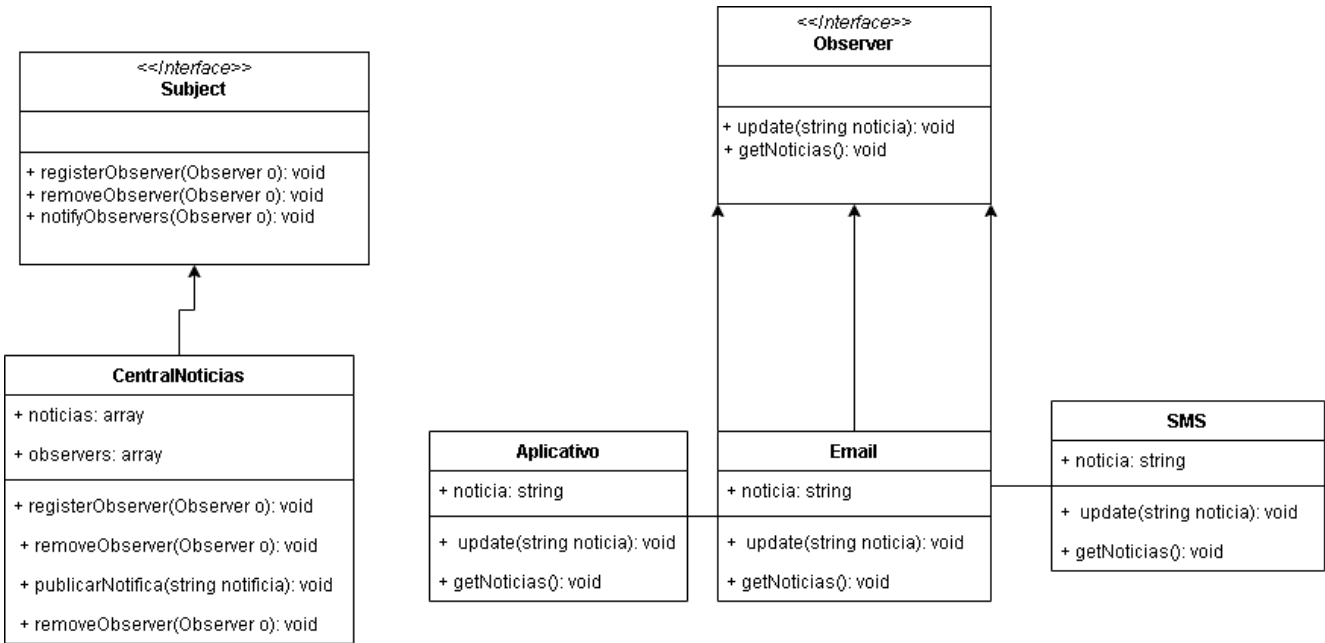 <<Interface>>
Subject
+ registerObserver(Observer o): void
+ removeObserver(Observer o): void
+ notifyObservers(Observer o): void
<<Interface>>
Observer
+ update(string noticia): void
+ getNoticias(): void
CentralNoticias
+ noticias: array
+ observers: array
+ registerObserver(Observer o): void
+ removeObserver(Observer o): void
+ publicarNotifica(string notificia): void
+ removeObserver(Observer o): void
Aplicativo
+ noticia: string
+ update(string noticia): void
+ getNoticias(): void
Email
+ noticia: string
+ update(string noticia): void
+ getNoticias(): void
SMS
+ noticia: string
+ update(string noticia): void
+ getNoticias(): void